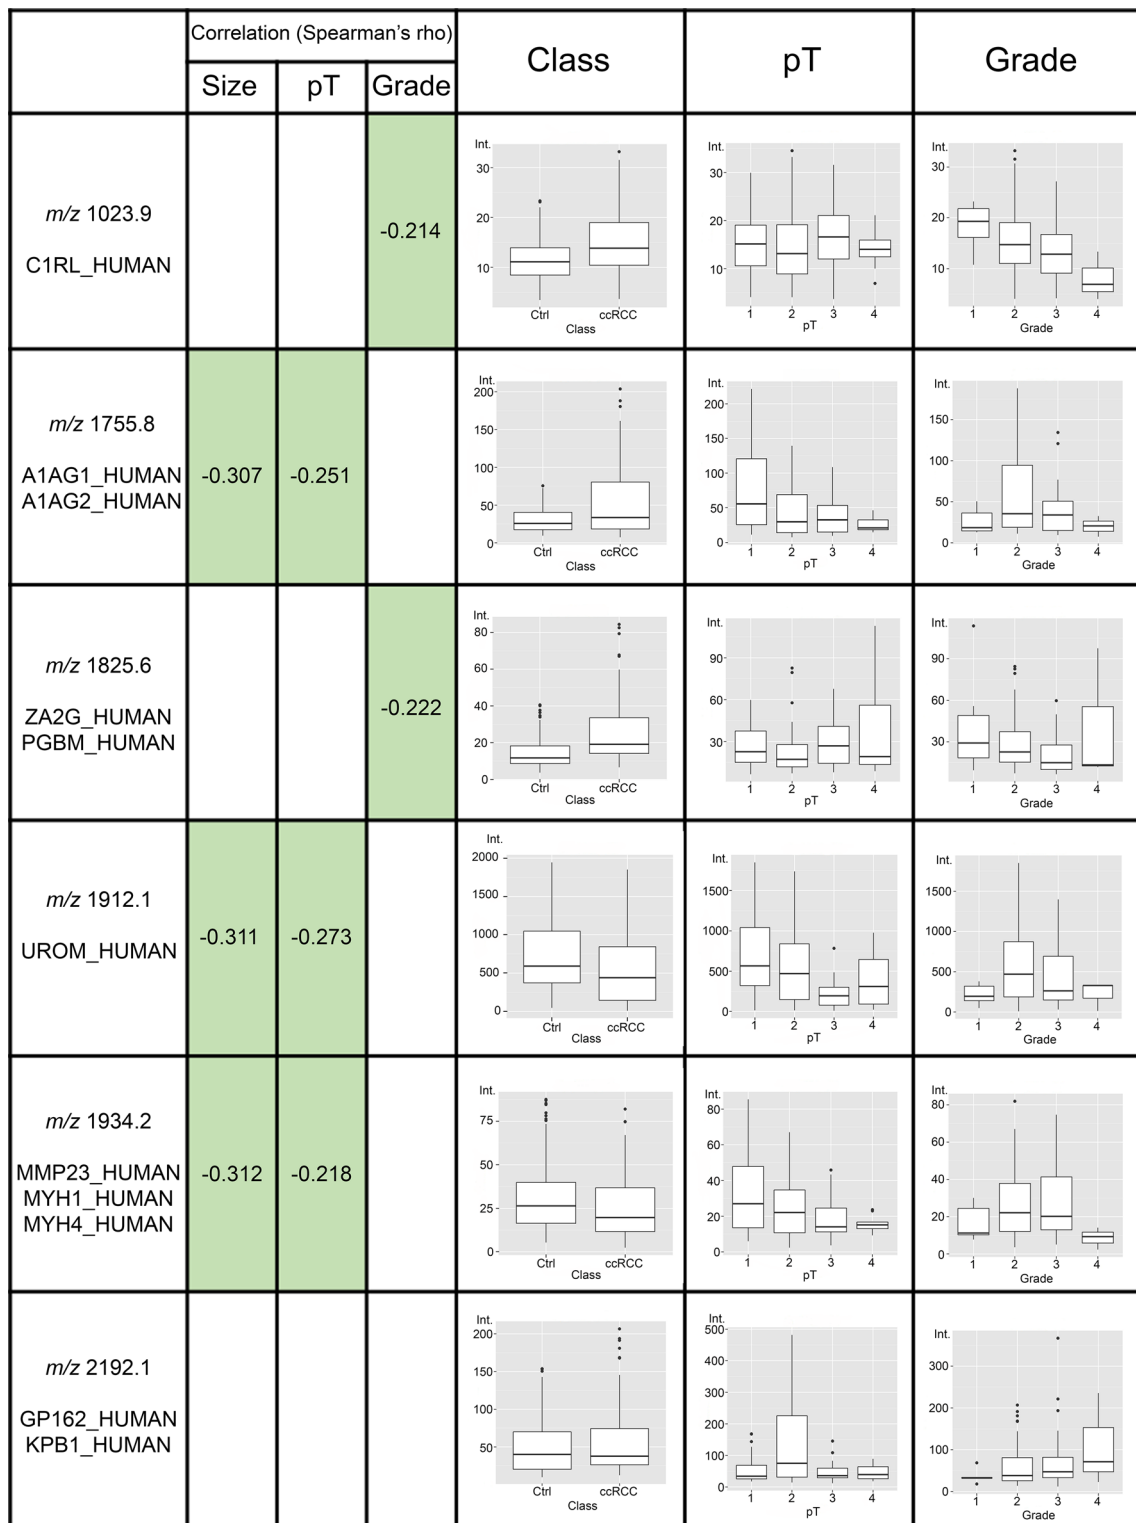 Correlation (Spearman's rho)
Class
pT
Grade
Size
pT
Grade
m/z 1023.9
C1RL_HUMAN
-0.214
Int.
30
20
10
Ctrl
ccRCC
Class
Int.
30
20
10
1 2 3 4
pT
Int.
30
20
10
1 2 3 4
Grade
m/z 1755.8
A1AG1_HUMAN
A1AG2_HUMAN
-0.307
-0.251
Int.
200
150
100
50
0
Ctrl
ccRCC
Class
Int.
200
150
100
50
0
1 2 3 4
pT
Int.
150
100
50
0
1 2 3 4
Grade
m/z 1825.6
ZA2G_HUMAN
PGBM_HUMAN
-0.222
Int.
80
60
40
20
0
Ctrl
ccRCC
Class
Int.
90
60
30
1 2 3 4
pT
Int.
90
60
30
1 2 3 4
Grade
m/z 1912.1
UROM_HUMAN
-0.311
-0.273
Int.
2000
1500
1000
500
0
Ctrl
ccRCC
Class
Int.
1500
1000
500
0
1 2 3 4
pT
Int.
1500
1000
500
0
1 2 3 4
Grade
m/z 1934.2
MMP23_HUMAN
MYH1_HUMAN
MYH4_HUMAN
-0.312
-0.218
Int.
75
50
25
0
Ctrl
ccRCC
Class
Int.
80
60
40
20
0
1 2 3 4
pT
Int.
80
60
40
20
0
1 2 3 4
Grade
m/z 2192.1
GP162_HUMAN
KPB1_HUMAN
Int.
200
150
100
50
Ctrl
ccRCC
Class
Int.
500
400
300
200
100
0
1 2 3 4
pT
Int.
300
200
100
0
1 2 3 4
Grade